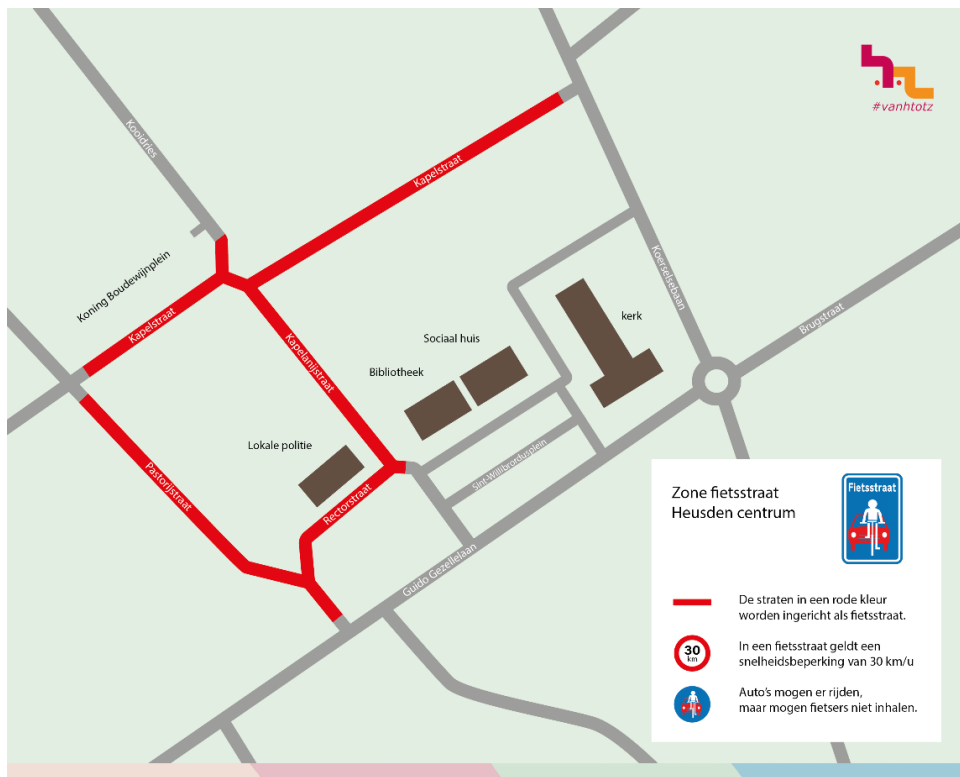 #vanhtotz
Kooidries
Kapelstraat
Koning Boudewijnplein
Kapelstraat
Kapelanijstraat
Koerselsebaan
Brugstraat
kerk
Sociaal huis
Bibliotheek
Lokale politie
Sint-Willibrordusplein
Pastorijstraat
Rectorstraat
Guido Gezellelaan
Zone fietsstraat
Heusden centrum
Fietsstraat
De straten in een rode kleur
worden ingericht als fietsstraat.
30
km
In een fietsstraat geldt een
snelheidsbeperking van 30 km/u
Auto's mogen er rijden,
maar mogen fietsers niet inhalen.